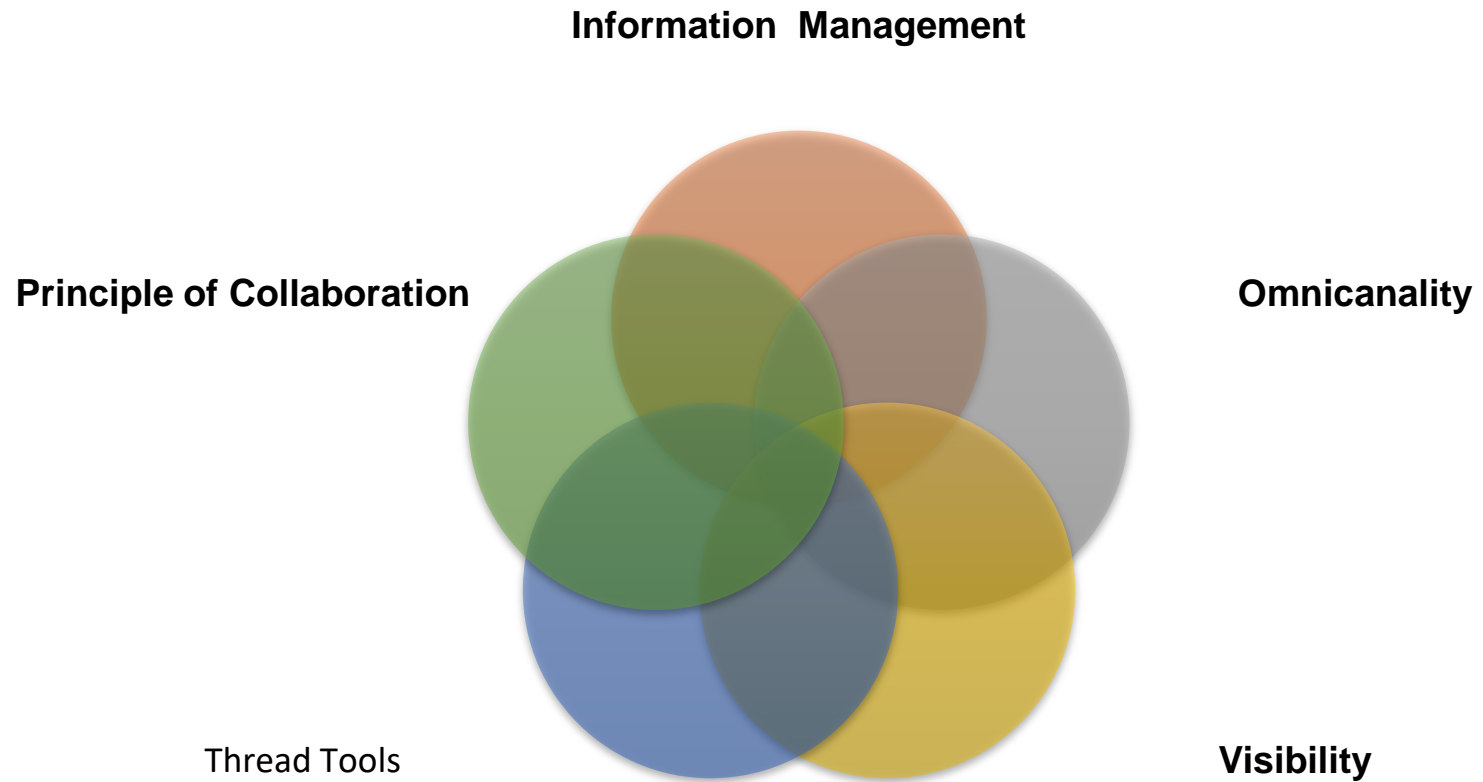 Information Management
Principle of Collaboration
Omnicanality
Thread Tools
Visibility